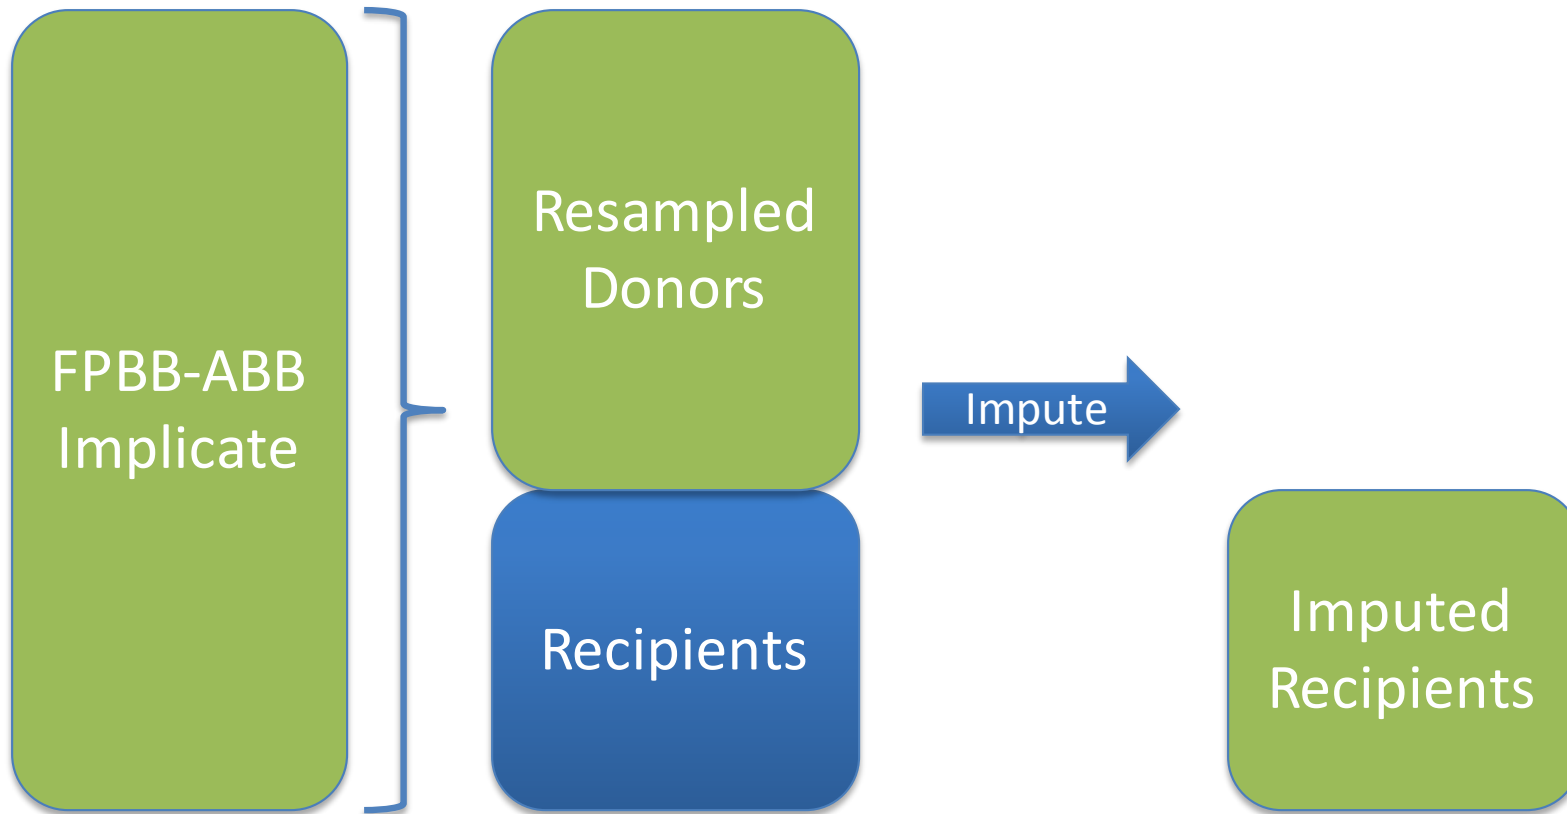 FPBB-ABB
Implicate
Resampled
Donors
Recipients
Impute
Imputed
Recipients